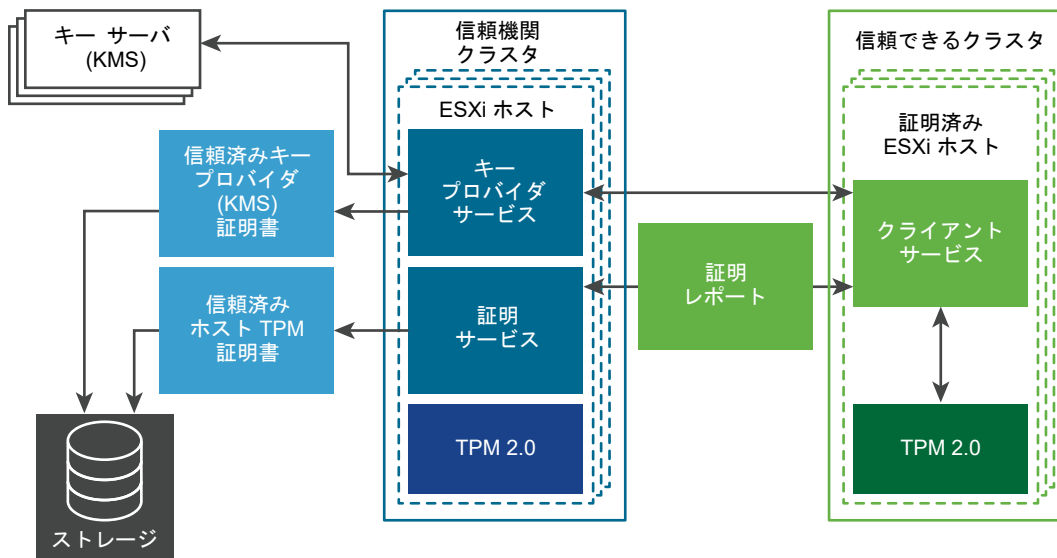 キー サーバ
(KMS)
信頼機関
クラスタ
信頼できるクラスタ
ESXi ホスト
証明済み
ESXi ホスト
信頼済みキー
プロバイダ
(KMS)
証明書
キー
プロバイダ
サービス
クライアント
サービス
証明
レポート
信頼済み
ホスト TPM
証明書
証明
サービス
TPM 2.0
TPM 2.0
ストレージ